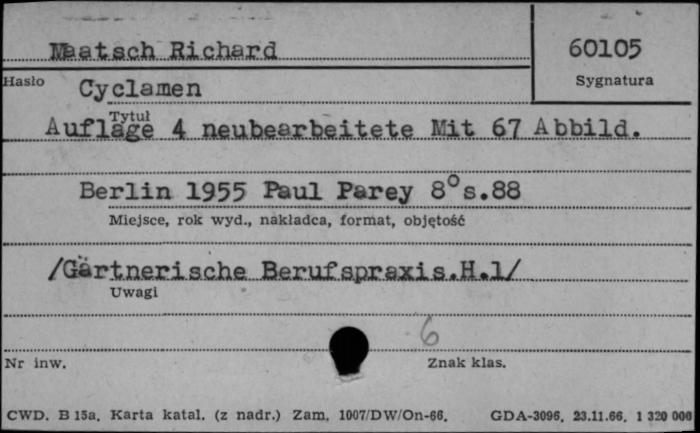 Maatsch Richard
60105
Hasło
Sygnatura
Cyclamen
Tytuł
Auflage 4 neubearbeitete Mit 67 Abbild.
Berlin 1955 Paul Parey 8° s.88
Miejsce, rok wyd., nakładca, format, objętość
/Gärtnerische Berufspraxis.H.1/
Uwagi
6
Nr inw.
Znak klas.
CWD. B 15a. Karta katal. (z nadr.) Zam. 1007/DW/On-66. GDA-3096. 23.11.66. 1 320 000